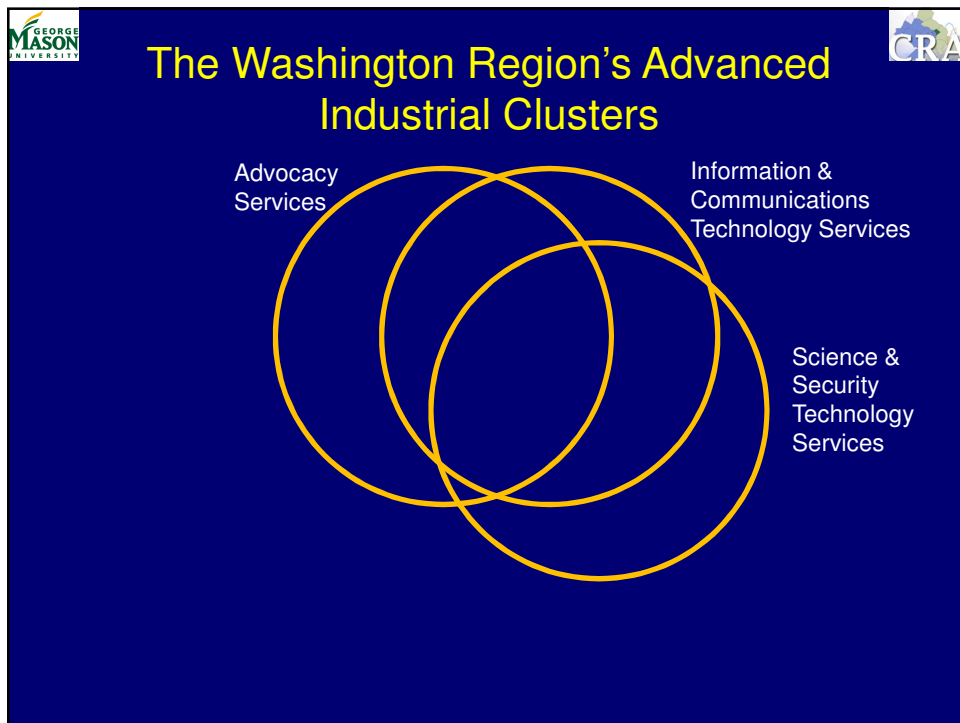 GEORGE
MASON
UNIVERSITY
CRA
The Washington Region's Advanced
Industrial Clusters
Advocacy
Services
Information &
Communications
Technology Services
Science &
Security
Technology
Services